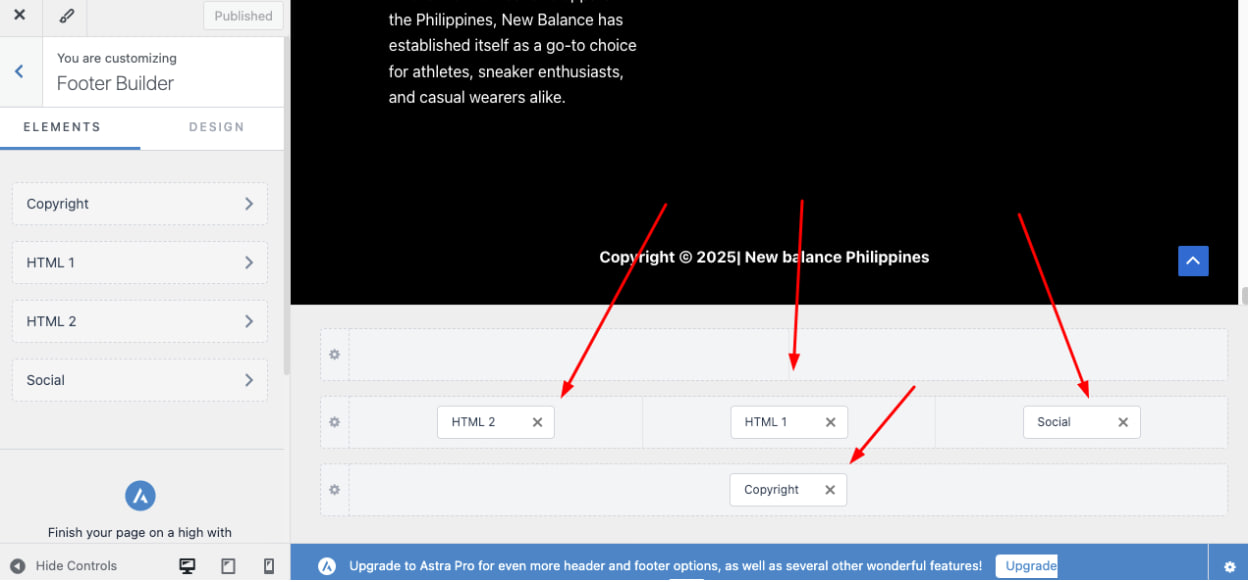 Published
You are customizing
Footer Builder
ELEMENTS
DESIGN
Copyright
HTML 1
HTML 2
Social
Finish your page on a high with
Hide Controls
the Philippines, New Balance has
established itself as a go-to choice
for athletes, sneaker enthusiasts,
and casual wearers alike.
Copyright © 2025| New balance Philippines
HTML 2
HTML 1
Social
Copyright
Upgrade to Astra Pro for even more header and footer options, as well as several other wonderful features!
Upgrade